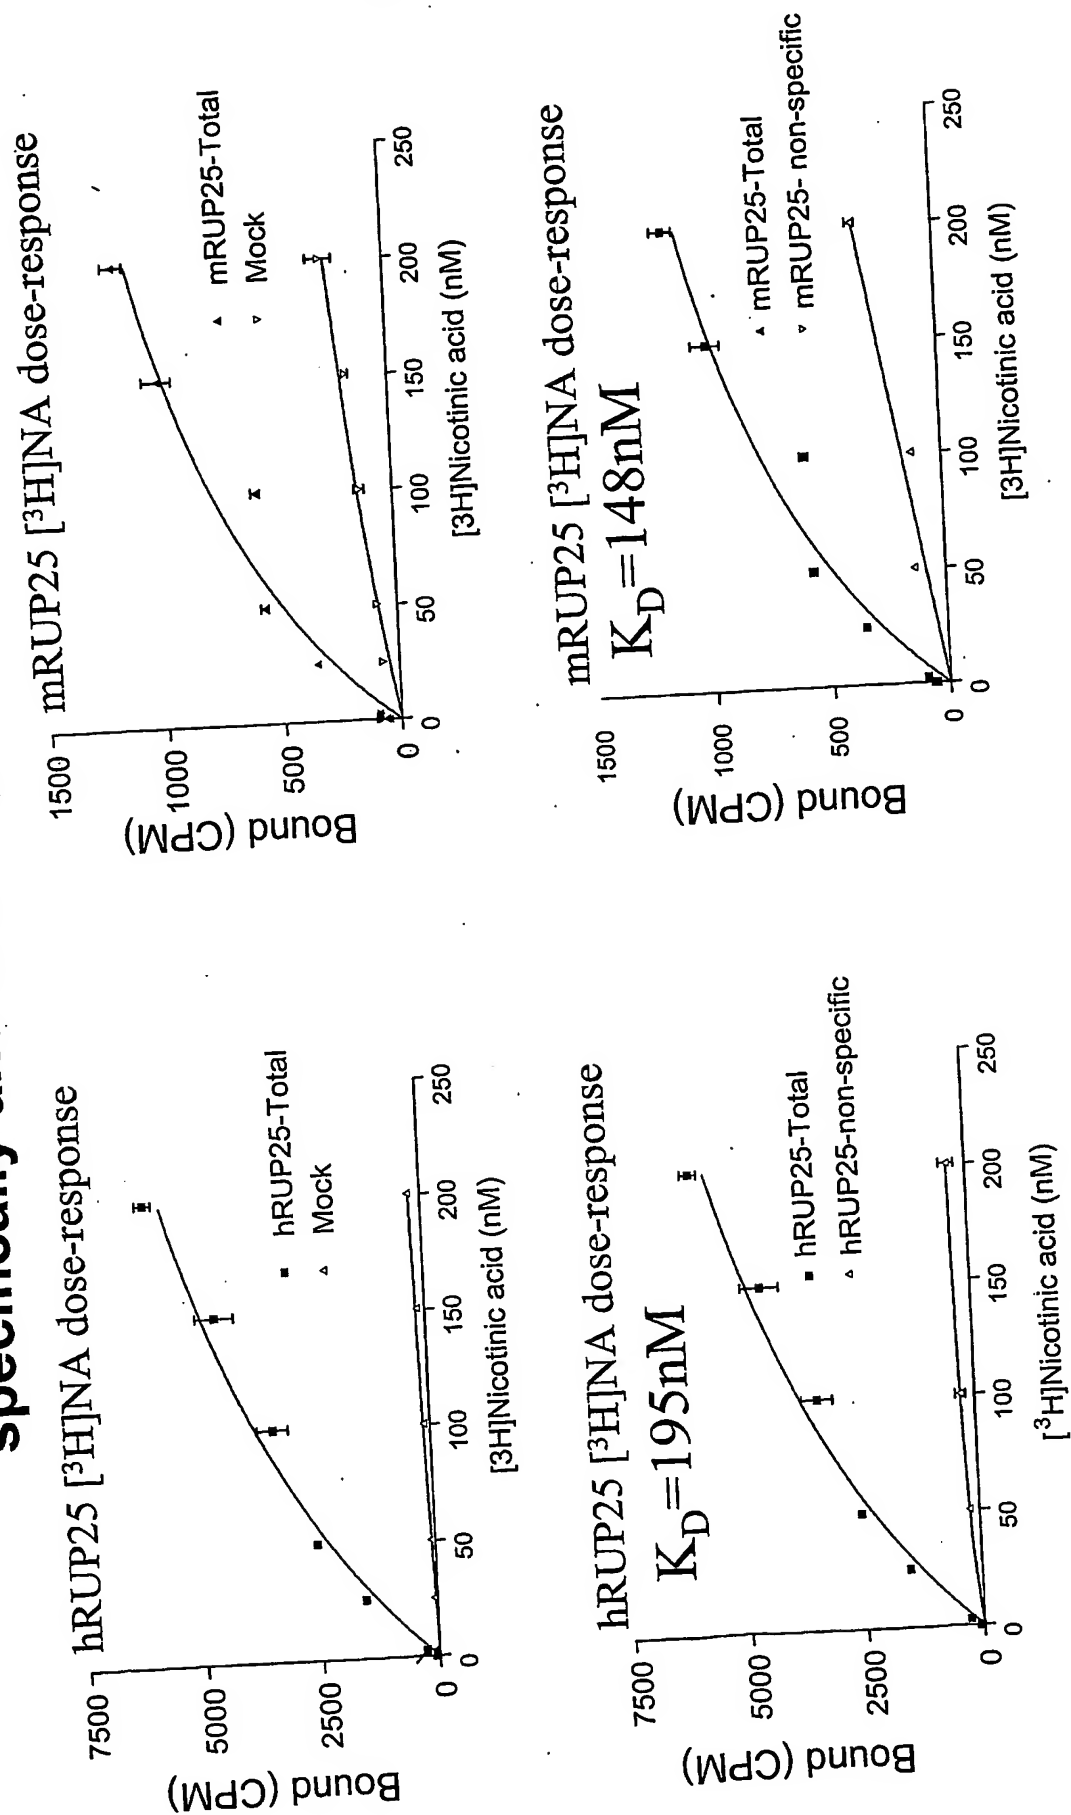 specifically
hRUP25 [³H]NA dose-response
7500
5000
2500
0
Bound (CPM)
0
50
100
150
200
250
[3H]Nicotinic acid (nM)
hRUP25-Total
Mock
mRUP25 [³H]NA dose-response
1500
1000
500
0
Bound (CPM)
0
50
100
150
200
250
[3H]Nicotinic acid (nM)
mRUP25-Total
Mock
hRUP25 [³H]NA dose-response
K_D=195nM
7500
5000
2500
0
Bound (CPM)
0
50
100
150
200
250
[³H]Nicotinic acid (nM)
hRUP25-Total
hRUP25-non-specific
mRUP25 [³H]NA dose-response
K_D=148nM
1500
1000
500
0
Bound (CPM)
0
50
100
150
200
250
[3H]Nicotinic acid (nM)
mRUP25-Total
mRUP25- non-specific